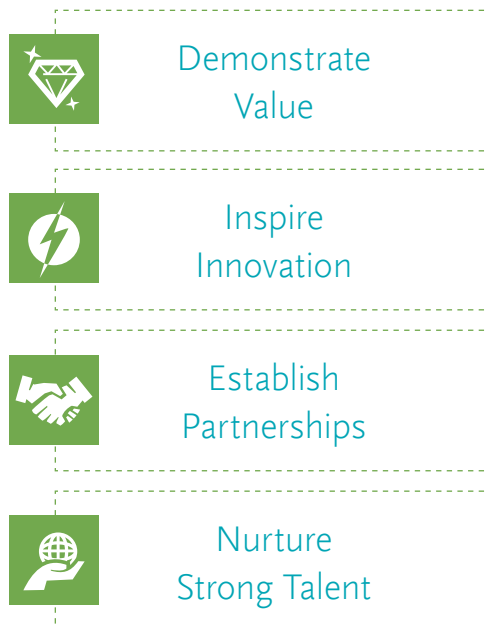 Demonstrate
Value
Inspire
Innovation
Establish
Partnerships
Nurture
Strong Talent